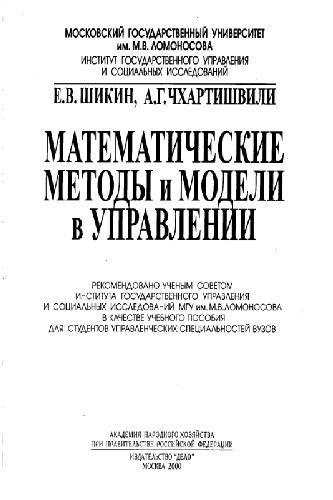 МОСКОВСКИЙ ГОСУДАРСТВЕННЫЙ УНИВЕРСИТЕТ
им. М.В. ЛОМОНОСОВА
ИНСТИТУТ ГОСУДАРСТВЕННОГО УПРАВЛЕНИЯ
И СОЦИАЛЬНЫХ ИССЛЕДОВАНИЙ
Е.В. ШИКИН, А.Г. ЧХАРТИШВИЛИ
МАТЕМАТИЧЕСКИЕ
МЕТОДЫ и МОДЕЛИ
в УПРАВЛЕНИИ
РЕКОМЕНДОВАНО УЧЕНЫМ СОВЕТОМ
ИНСТИТУТА ГОСУДАРСТВЕННОГО УПРАВЛЕНИЯ
И СОЦИАЛЬНЫХ ИССЛЕДОВАНИЙ МГУ им. М.В. ЛОМОНОСОВА
В КАЧЕСТВЕ УЧЕБНОГО ПОСОБИЯ
ДЛЯ СТУДЕНТОВ УПРАВЛЕНЧЕСКИХ СПЕЦИАЛЬНОСТЕЙ ВУЗОВ
АКАДЕМИЯ НАРОДНОГО ХОЗЯЙСТВА
ПРИ ПРАВИТЕЛЬСТВЕ РОССИЙСКОЙ ФЕДЕРАЦИИ
ИЗДАТЕЛЬСТВО "ДЕЛО"
МОСКВА 2000